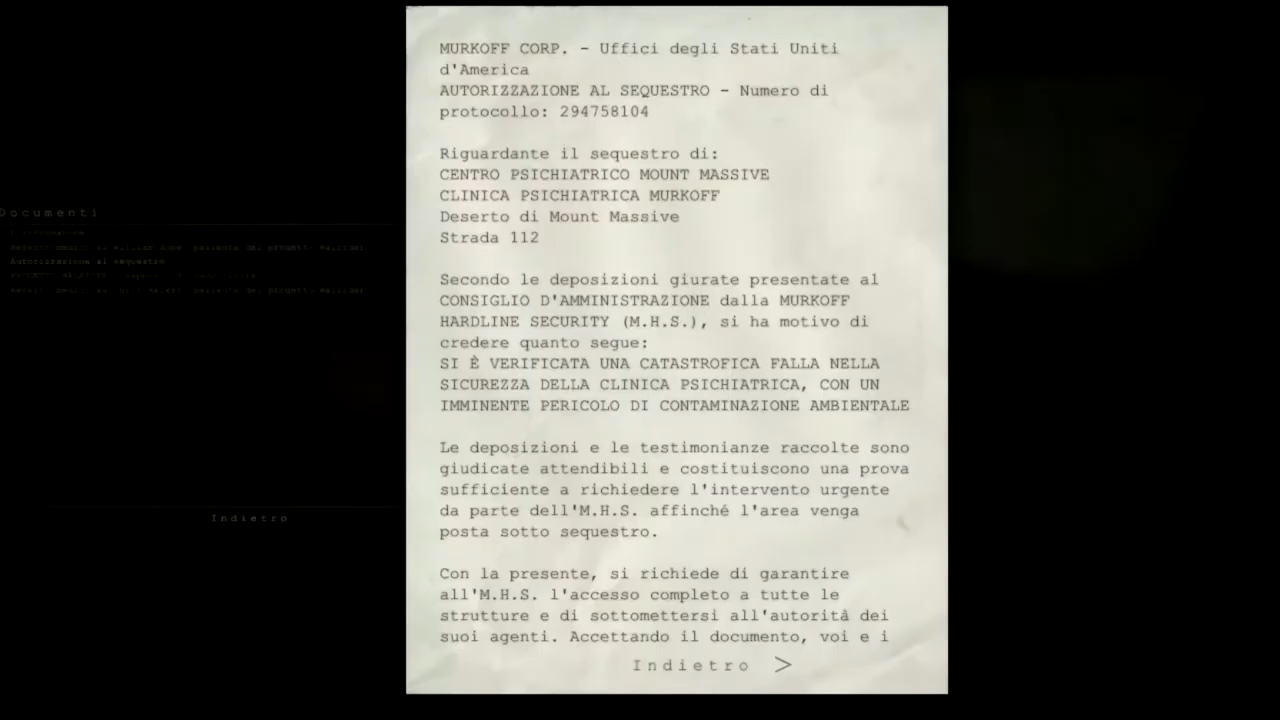 MURKOFF CORP. - Uffici degli Stati Uniti
d'America
AUTORIZZAZIONE AL SEQUESTRO - Numero di
protocollo: 294758104
Riguardante il sequestro di:
CENTRO PSICHIATRICO MOUNT MASSIVE
CLINICA PSICHIATRICA MURKOFF
Deserto di Mount Massive
Strada 112
Secondo le deposizioni giurate presentate al
CONSIGLIO D'AMMINISTRAZIONE dalla MURKOFF
HARDLINE SECURITY (M.H.S.), si ha motivo di
credere quanto segue:
SI È VERIFICATA UNA CATASTROFICA FALLA NELLA
SICUREZZA DELLA CLINICA PSICHIATRICA, CON UN
IMMINENTE PERICOLO DI CONTAMINAZIONE AMBIENTALE
Le deposizioni e le testimonianze raccolte sono
giudicate attendibili e costituiscono una prova
sufficiente a richiedere l'intervento urgente
da parte dell'M.H.S. affinché l'area venga
posta sotto sequestro.
Con la presente, si richiede di garantire
all'M.H.S. l'accesso completo a tutte le
strutture e di sottomettersi all'autorità dei
suoi agenti. Accettando il documento, voi e i
Indietro >
Documenti
Autorizzazione al sequestro
Indietro